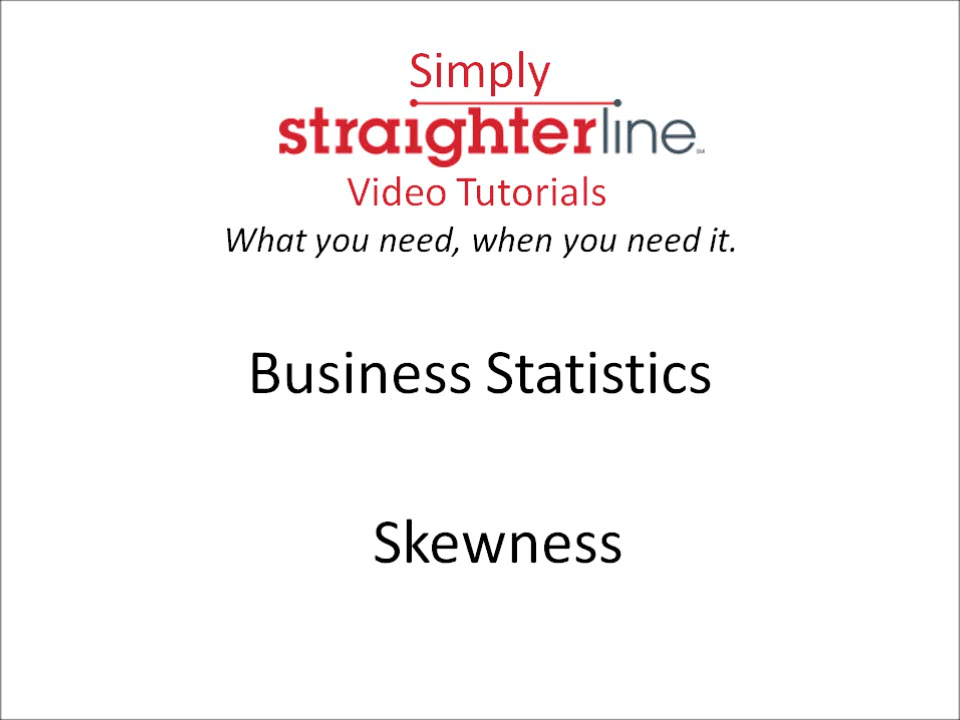 Simply
straighterline
Video Tutorials
What you need, when you need it.
Business Statistics
Skewness